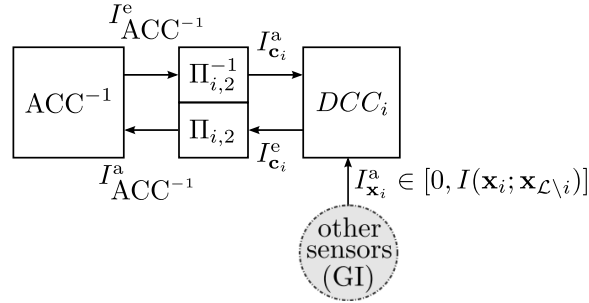 I^e_{ACC^{-1}}
I^a_{c_i}
ACC^{-1}
Π^{-1}_{i,2}
Π_{i,2}
DCC_i
I^a_{ACC^{-1}}
I^e_{c_i}
I^a_{x_i} ∈ [0, I(x_i; x_{ℒ\i})]
other
sensors
(GI)